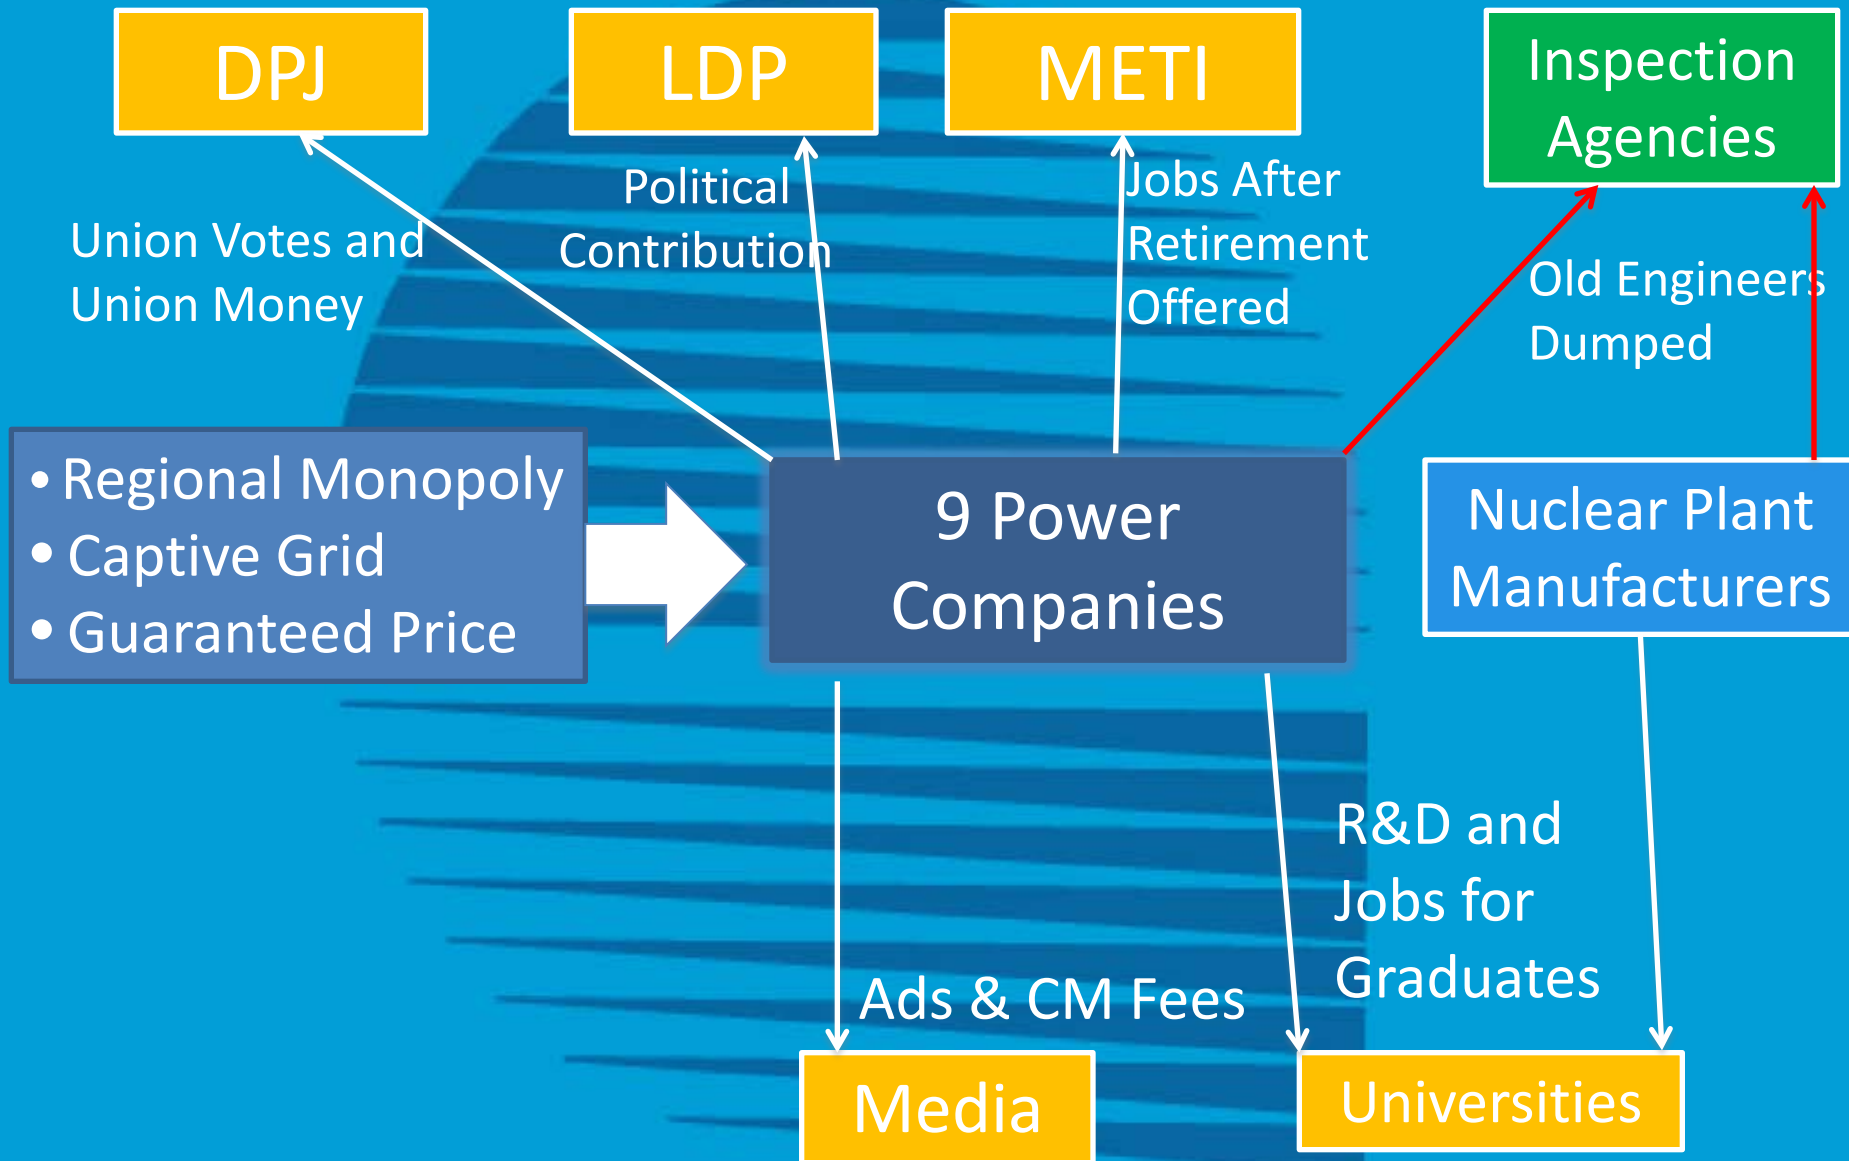 DPJ
LDP
METI
Inspection
Agencies
Union Votes and
Union Money
Political
Contribution
Jobs After
Retirement
Offered
Old Engineers
Dumped
• Regional Monopoly
• Captive Grid
• Guaranteed Price
9 Power
Companies
Nuclear Plant
Manufacturers
Ads & CM Fees
R&D and
Jobs for
Graduates
Media
Universities